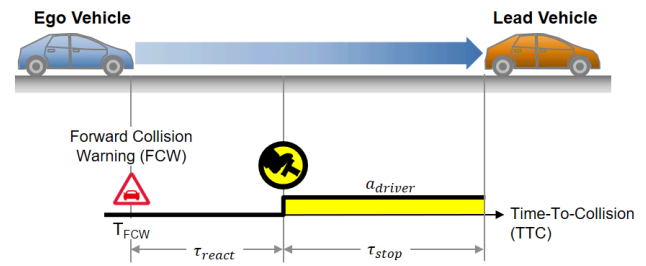 Ego Vehicle
Lead Vehicle
Forward Collision
Warning (FCW)
a_driver
T_FCW
Time-To-Collision
(TTC)
τ_react
τ_stop